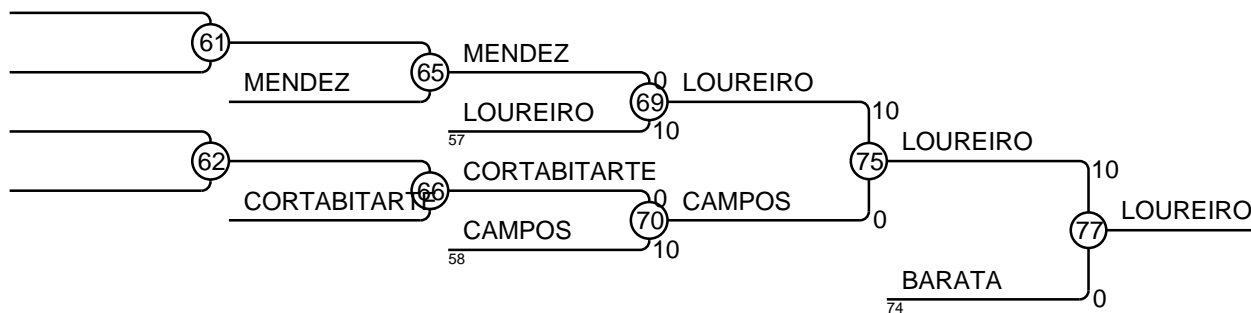 61
MENDEZ
65
MENDEZ
0
LOUREIRO
69
MENDEZ
LOUREIRO
10
57
10
62
CORTABITARTE
75
LOUREIRO
10
66
CORTABITARTE
0
CAMPOS
0
70
CAMPOS
10
58
77
LOUREIRO
BARATA
0
74